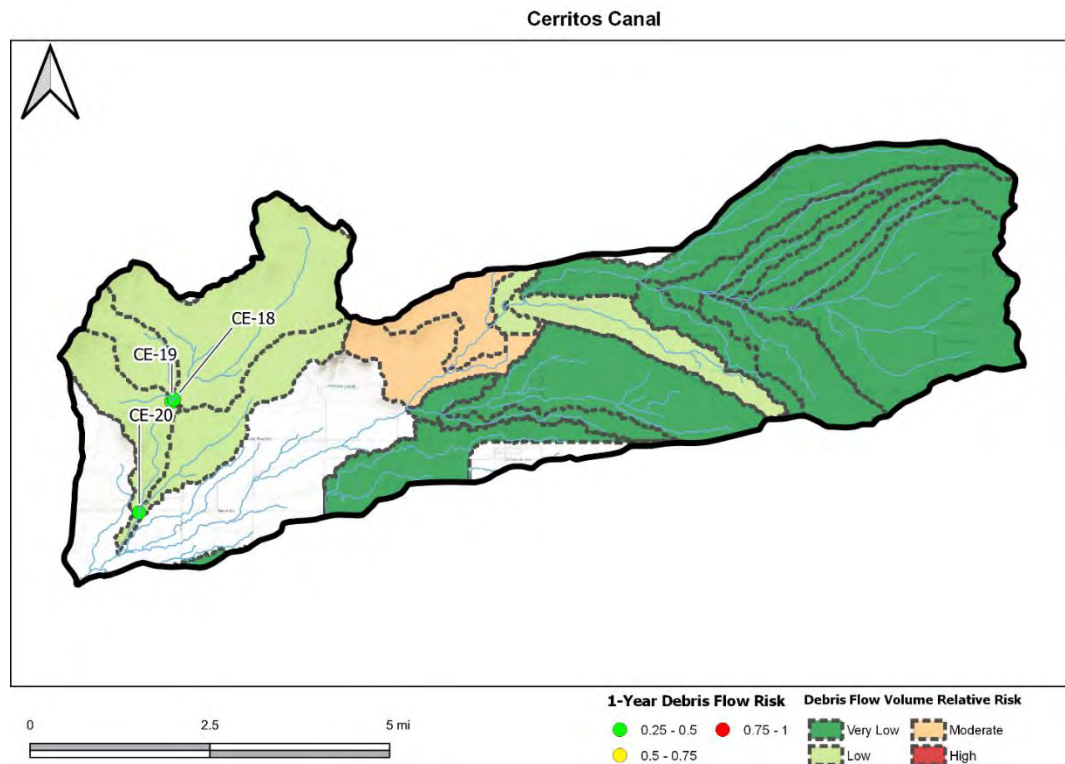 Cerritos Canal
CE-18
CE-19
CE-20
0 2.5 5 mi
1-Year Debris Flow Risk
0.25 - 0.5
0.5 - 0.75
0.75 - 1
Debris Flow Volume Relative Risk
Very Low
Low
Moderate
High